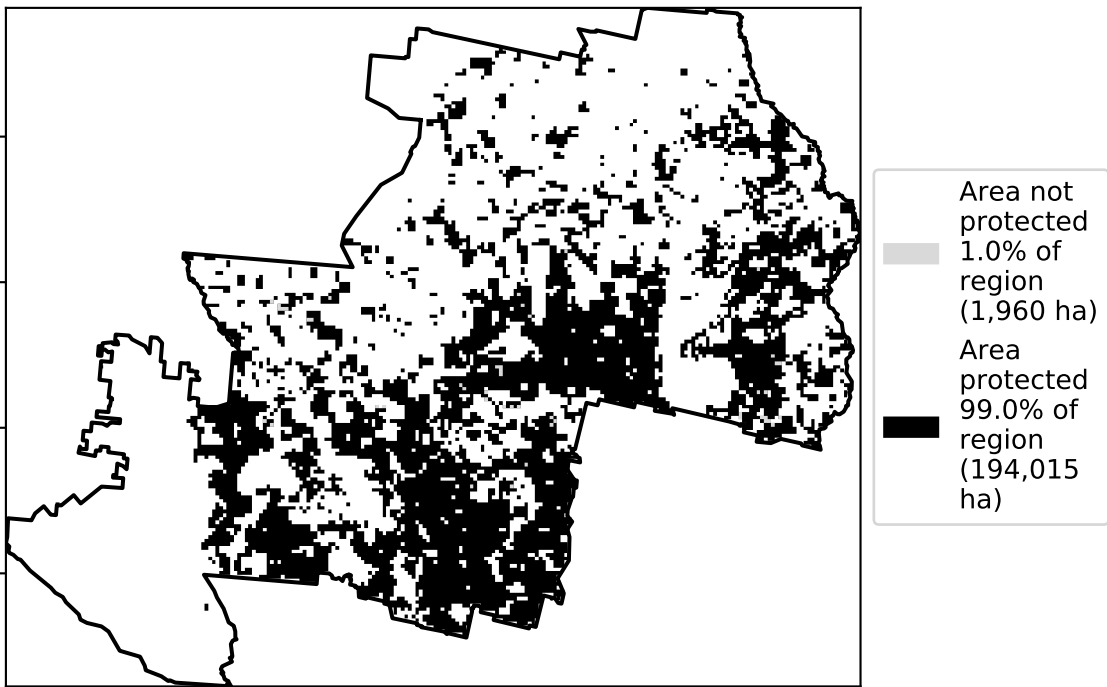 Area not
protected
1.0% of
region
(1,960 ha)
Area
protected
99.0% of
region
(194,015
ha)